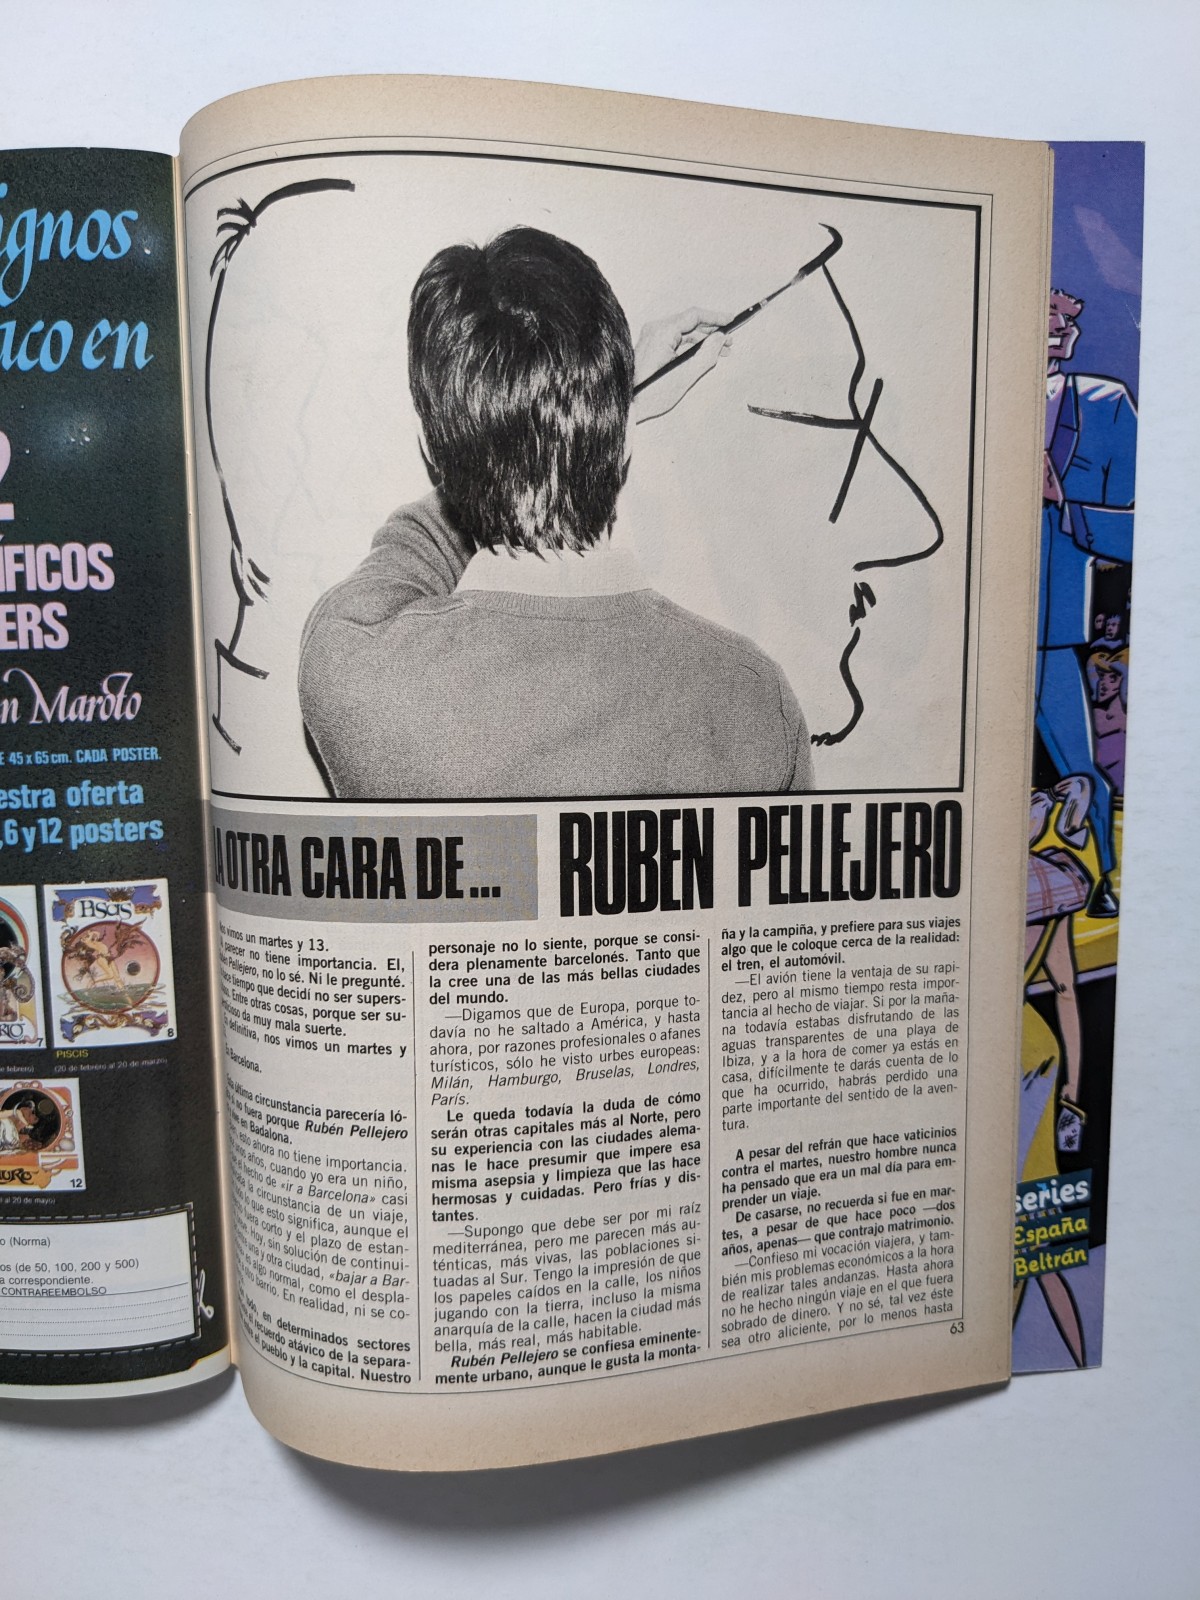 ignos
aco en
2
ÍFICOS
ERS
n Maroto
E 45 x 65 cm. CADA POSTER.
estra oferta
,6 y 12 posters
RIO
7
PISCIS
8
PISCIS
e febrero)
(20 de febrero al 20 de marzo)
URO
12
e al 20 de mayo)
o (Norma)
os (de 50, 100, 200 y 500)
a correspondiente.
CONTRAREEMBOLSO
LA OTRA CARA DE...
RUBEN PELLEJERO
Nos vimos un martes y 13.
parecer no tiene importancia. El,
Pellejero, no lo sé. Ni le pregunté.
tiempo que decidí no ser supers-
Entre otras cosas, porque ser su-
da muy mala suerte.
definitiva, nos vimos un martes y
Barcelona.
última circunstancia parecería ló-
no fuera porque Rubén Pellejero
vive en Badalona.
esto ahora no tiene importancia.
años, cuando yo era un niño,
el hecho de «ir a Barcelona» casi
la circunstancia de un viaje,
lo que esto significa, aunque el
fuera corto y el plazo de estan-
Hoy, sin solución de continui-
una y otra ciudad, «bajar a Bar-
es algo normal, como el despla-
otro barrio. En realidad, ni se co-
todo, en determinados sectores
el recuerdo atávico de la separa-
pueblo y la capital. Nuestro
personaje no lo siente, porque se consi-
dera plenamente barcelonés. Tanto que
la cree una de las más bellas ciudades
del mundo.
—Digamos que de Europa, porque to-
davía no he saltado a América, y hasta
ahora, por razones profesionales o afanes
turísticos, sólo he visto urbes europeas:
Milán, Hamburgo, Bruselas, Londres,
París.
Le queda todavía la duda de cómo
serán otras capitales más al Norte, pero
su experiencia con las ciudades alema-
nas le hace presumir que impere esa
misma asepsia y limpieza que las hace
hermosas y cuidadas. Pero frías y dis-
tantes.
—Supongo que debe ser por mi raíz
mediterránea, pero me parecen más au-
ténticas, más vivas, las poblaciones si-
tuadas al Sur. Tengo la impresión de que
los papeles caídos en la calle, los niños
jugando con la tierra, incluso la misma
anarquía de la calle, hacen la ciudad más
bella, más real, más habitable.
Rubén Pellejero se confiesa eminente-
mente urbano, aunque le gusta la monta-
ña y la campiña, y prefiere para sus viajes
algo que le coloque cerca de la realidad:
el tren, el automóvil.
—El avión tiene la ventaja de su rapi-
dez, pero al mismo tiempo resta impor-
tancia al hecho de viajar. Si por la maña-
na todavía estabas disfrutando de las
aguas transparentes de una playa de
Ibiza, y a la hora de comer ya estás en
casa, difícilmente te darás cuenta de lo
que ha ocurrido, habrás perdido una
parte importante del sentido de la aven-
tura.
A pesar del refrán que hace vaticinios
contra el martes, nuestro hombre nunca
ha pensado que era un mal día para em-
prender un viaje.
De casarse, no recuerda si fue en mar-
tes, a pesar de que hace poco —dos
años, apenas— que contrajo matrimonio.
—Confieso mi vocación viajera, y tam-
bién mis problemas económicos a la hora
de realizar tales andanzas. Hasta ahora
no he hecho ningún viaje en el que fuera
sobrado de dinero. Y no sé, tal vez éste
sea otro aliciente, por lo menos hasta
63
series
España
Beltrán